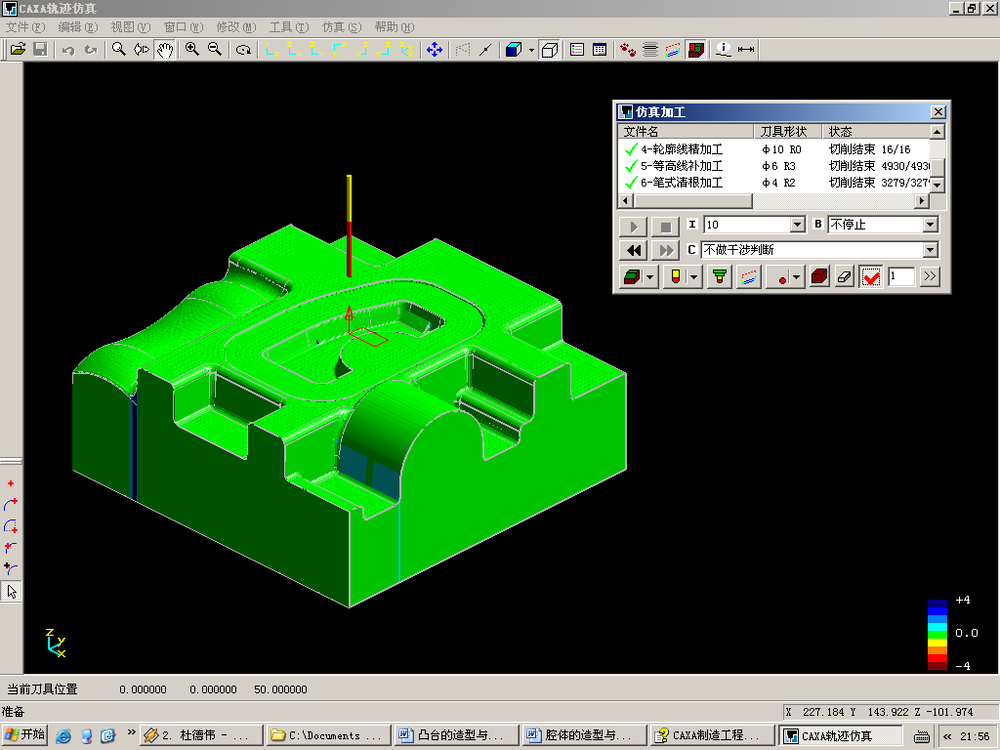 CAXA轨迹仿真
文件(F) 编辑(E) 视图(V) 窗口(W) 修改(M) 工具(T) 仿真(S) 帮助(H)
仿真加工
文件名 刀具形状 状态
4-轮廓线精加工 φ10 R0 切削结束 16/16
5-等高线补加工 φ6 R3 切削结束 4930/4930
6-笔式清根加工 φ4 R2 切削结束 3279/327
I 10 B 不停止
C 不做干涉判断
1 >>
Z
Y
X
+4
0.0
-4
当前刀具位置 0.000000 0.000000 50.000000
准备 X 227.184 Y 143.922 Z -101.974
开始 » 2. 杜德伟 - ... C:\Documents ... 凸台的造型与... 腔体的造型与... CAXA制造工程... CAXA轨迹仿真 « 21:56